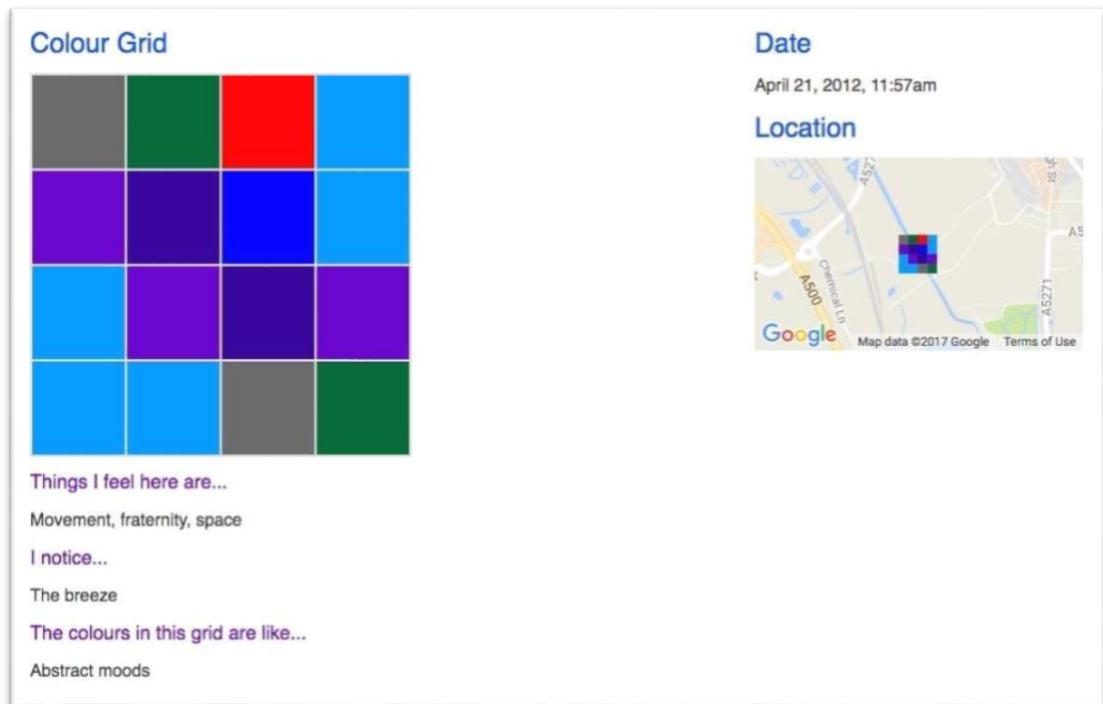 Colour Grid
Things I feel here are...
Movement, fraternity, space
I notice...
The breeze
The colours in this grid are like...
Abstract moods
Date
April 21, 2012, 11:57am
Location
A527
A5271
A500
Chemical Ln
Google
Map data ©2017 Google
Terms of Use